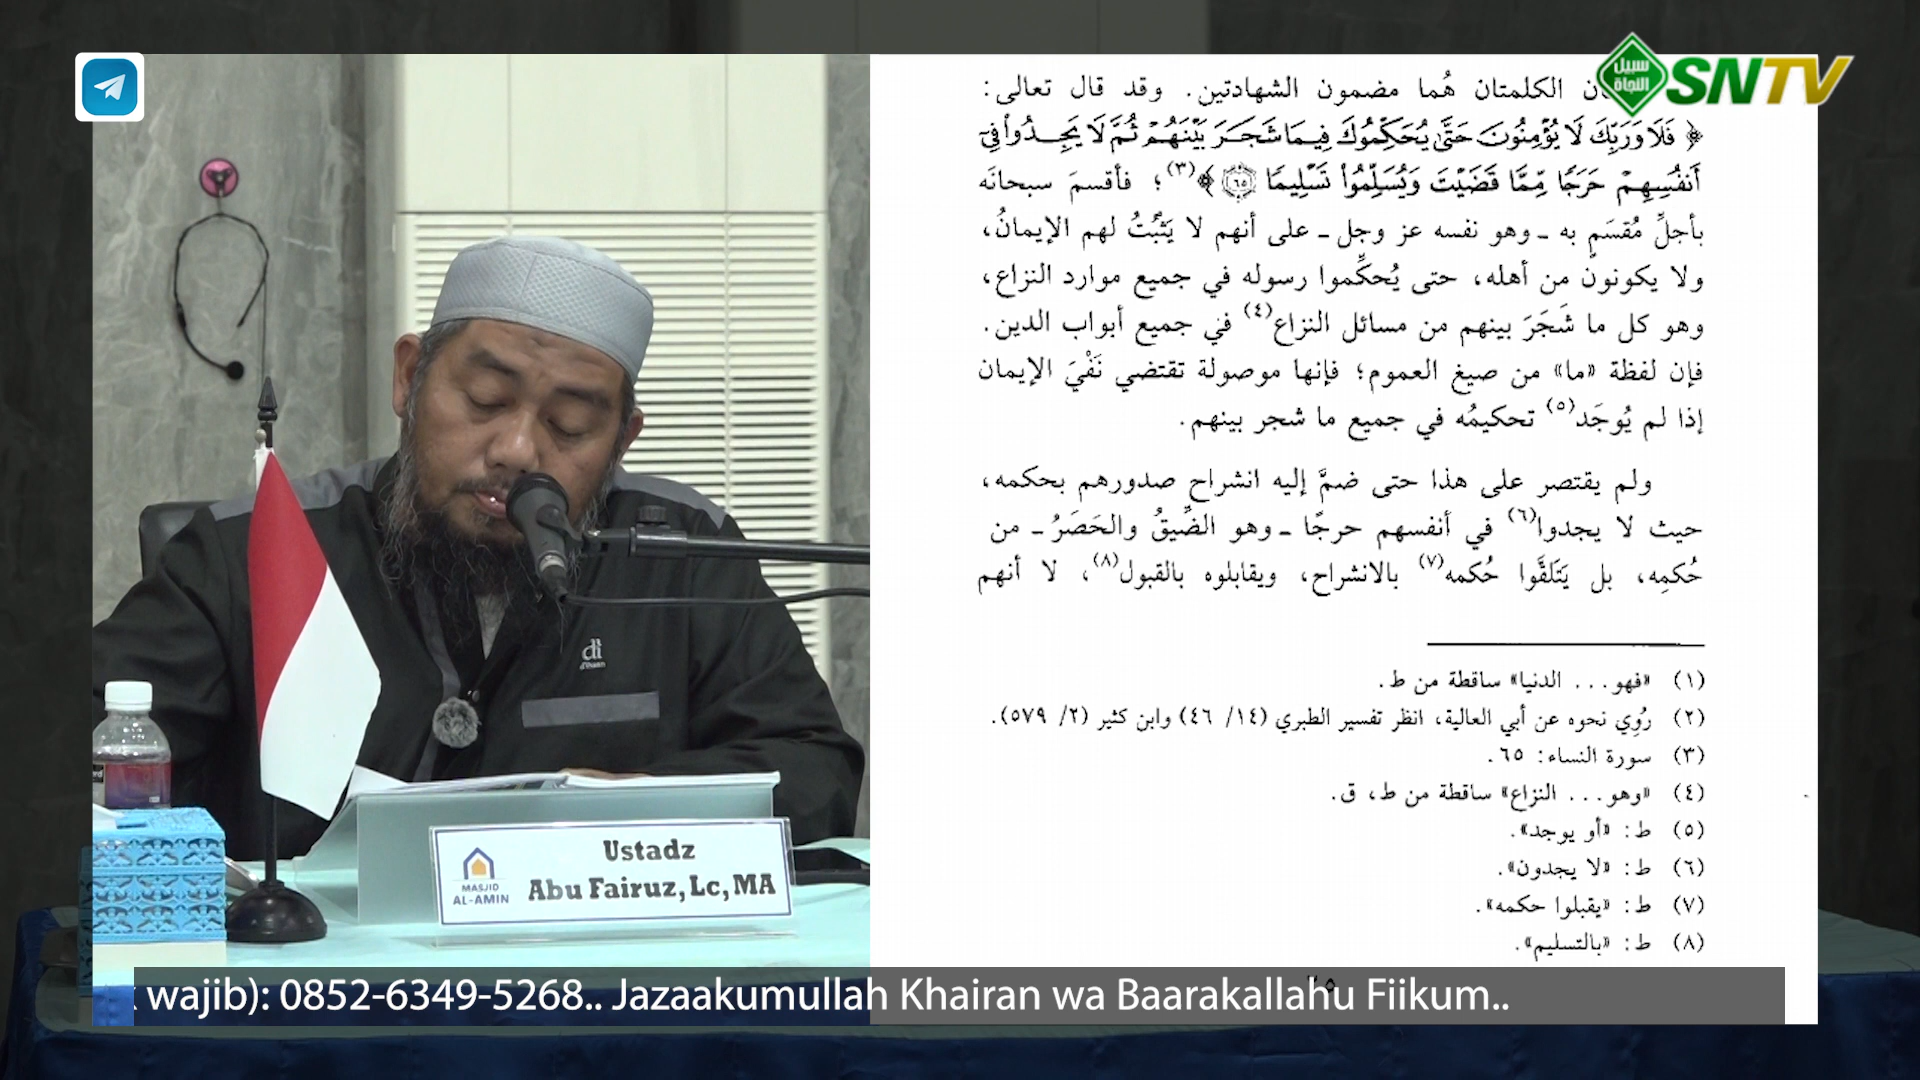 سبيل
النجاة
SNTV
الكلمتان هُما مضمون الشهادتين. وقد قال تعالى:
﴿ فَلَا وَرَبِّكَ لَا يُؤْمِنُونَ حَتَّىٰ يُحَكِّمُوكَ فِيمَا شَجَرَ بَيْنَهُمْ ثُمَّ لَا يَجِدُوا۟ فِىٓ
أَنفُسِهِمْ حَرَجًا مِّمَّا قَضَيْتَ وَيُسَلِّمُوا۟ تَسْلِيمًا ٦٥ ﴾(٣)؛ فأقسمَ سبحانَه
بأجلِّ مُقسَمٍ به ـ وهو نفسه عز وجل ـ على أنهم لا يَثبُتُ لهم الإيمانُ،
ولا يكونون من أهله، حتى يُحكِّموا رسوله في جميع موارد النزاع،
وهو كل ما شَجَرَ بينهم من مسائل النزاع(٤) في جميع أبواب الدين.
فإن لفظة «ما» من صيغ العموم؛ فإنها موصولة تقتضي نَفْيَ الإيمان
إذا لم يُوجَد(٥) تحكيمُه في جميع ما شجر بينهم.
ولم يقتصر على هذا حتى ضمَّ إليه انشراح صدورهم بحكمه،
حيث لا يجدوا(٦) في أنفسهم حرجًا ـ وهو الضِّيقُ والحَصَرُ ـ من
حُكمِه، بل يَتَلقَّوا حُكمه(٧) بالانشراح، ويقابلوه بالقبول(٨)، لا أنهم
(١) «فهو... الدنيا» ساقطة من ط.
(٢) رُوِي نحوه عن أبي العالية، انظر تفسير الطبري (١٤/ ٤٦) وابن كثير (٢/ ٥٧٩).
(٣) سورة النساء: ٦٥.
(٤) «وهو... النزاع» ساقطة من ط، ق.
(٥) ط: «أو يوجد».
(٦) ط: «لا يجدون».
(٧) ط: «يقبلوا حكمه».
(٨) ط: «بالتسليم».
di
MASJID
AL-AMIN
Ustadz
Abu Fairuz, Lc, MA
wajib): 0852-6349-5268.. Jazaakumullah Khairan wa Baarakallahu Fiikum..